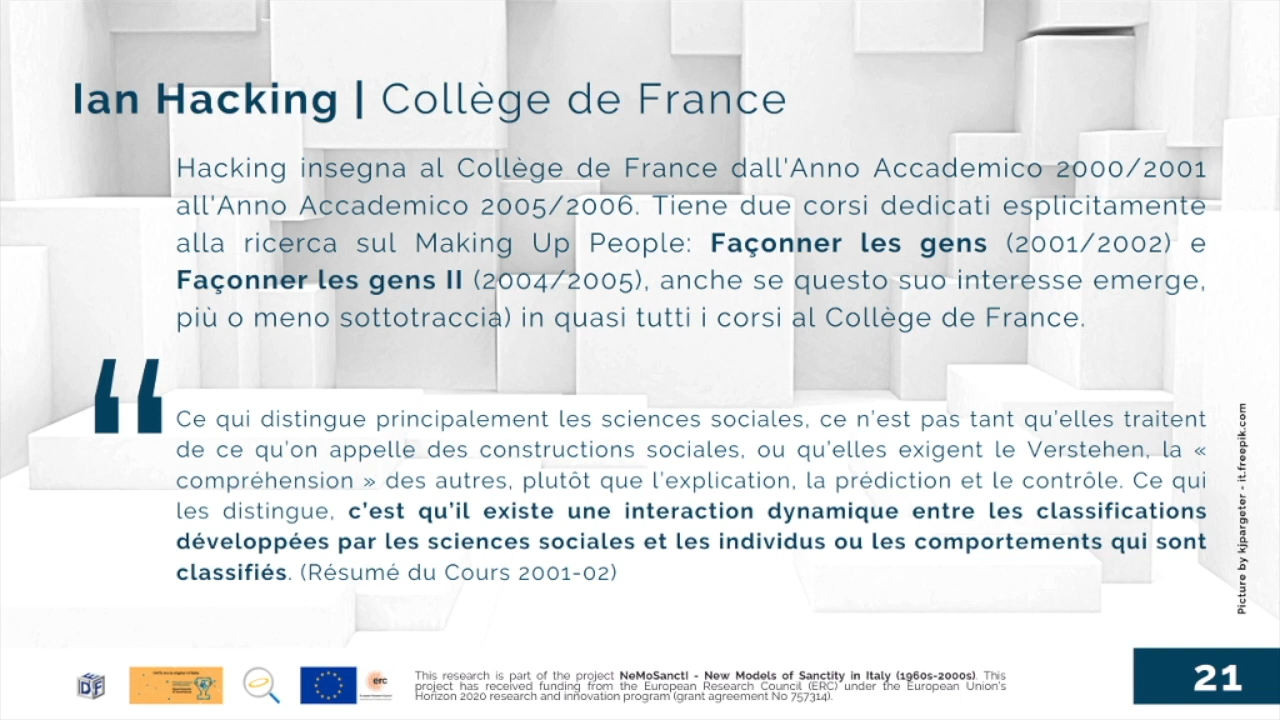 Ian Hacking | Collège de France
Hacking insegna al Collège de France dall'Anno Accademico 2000/2001
all'Anno Accademico 2005/2006. Tiene due corsi dedicati esplicitamente
alla ricerca sul Making Up People: Façonner les gens (2001/2002) e
Façonner les gens II (2004/2005), anche se questo suo interesse emerge,
più o meno sottotraccia) in quasi tutti i corsi al Collège de France.
“
Ce qui distingue principalement les sciences sociales, ce n’est pas tant qu’elles traitent
de ce qu’on appelle des constructions sociales, ou qu’elles exigent le Verstehen, la «
compréhension » des autres, plutôt que l’explication, la prédiction et le contrôle. Ce qui
les distingue, c’est qu’il existe une interaction dynamique entre les classifications
développées par les sciences sociales et les individus ou les comportements qui sont
classifiés. (Résumé du Cours 2001-02)
Picture by kjpargeter - it.freepik.com
DF
erc
This research is part of the project NeMoSanctI - New Models of Sanctity in Italy (1960s-2000s). This
project has received funding from the European Research Council (ERC) under the European Union's
Horizon 2020 research and innovation program (grant agreement No 757314).
21